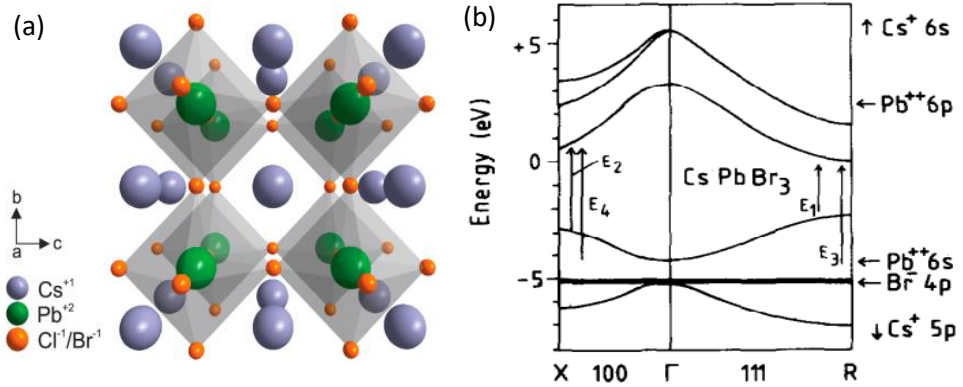 (a)
b
a
c
Cs+1
Pb+2
Cl-1/Br-1
(b)
Energy (eV)
+5
0
-5
E2
E4
Cs Pb Br3
E1
E3
↑ Cs+ 6s
← Pb++ 6p
← Pb++ 6s
← Br- 4p
↓ Cs+ 5p
X 100 Γ 111 R